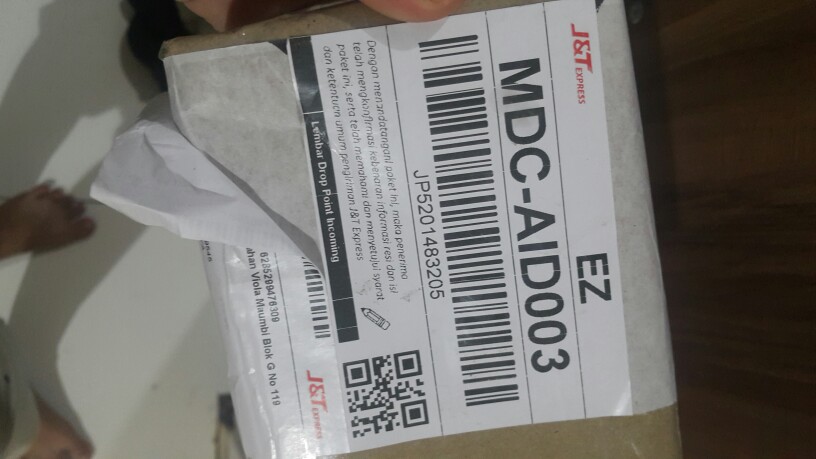 J&T EXPRESS
EZ
MDC-AID003
JP5201483205
Dengan menandatangani paket ini, maka penerima
telah mengkonfirmasi kebenaran informasi resi dan isi
paket ini, serta telah memahami dan menyetujui syarat
dan ketentuan umum pengiriman J&T Express
Lembar Drop Point Incoming
J&T EXPRESS
6285299476309
ahan Viola Maumbi Blok G No 119